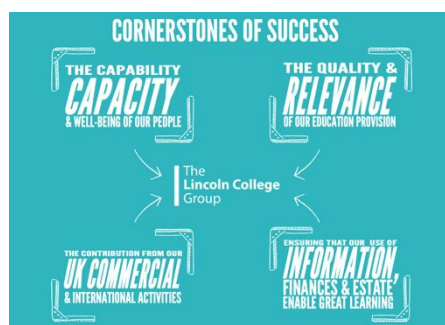 CORNERSTONES OF SUCCESS
THE CAPABILITY
CAPACITY
& WELL-BEING OF OUR PEOPLE
THE QUALITY &
RELEVANCE
OF OUR EDUCATION PROVISION
The
Lincoln College
Group
THE CONTRIBUTION FROM OUR
UK COMMERCIAL
& INTERNATIONAL ACTIVITIES
ENSURING THAT OUR USE OF
INFORMATION,
FINANCES & ESTATE
ENABLE GREAT LEARNING